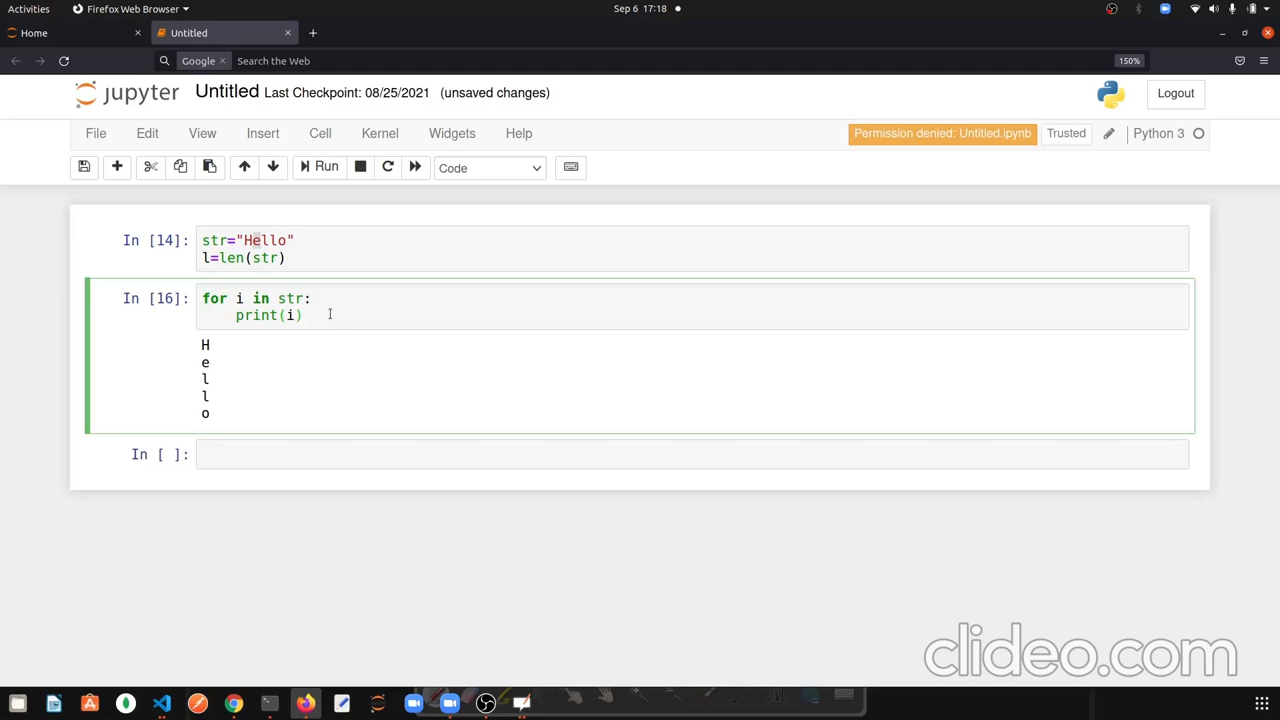 Activities Firefox Web Browser Sep 6 17:18
Home Untitled
Google Search the Web 150%
jupyter Untitled Last Checkpoint: 08/25/2021 (unsaved changes) Logout
File Edit View Insert Cell Kernel Widgets Help Permission denied: Untitled.ipynb Trusted Python 3
Run Code
In [14]: str="Hello"
l=len(str)
In [16]: for i in str:
print(i)
H
e
l
l
o
In [ ]:
clideo.com